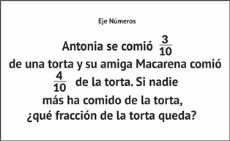 Eje Números
Antonia se comió 3/10
de una torta y su amiga Macarena comió
4/10 de la torta. Si nadie
más ha comido de la torta,
¿qué fracción de la torta queda?